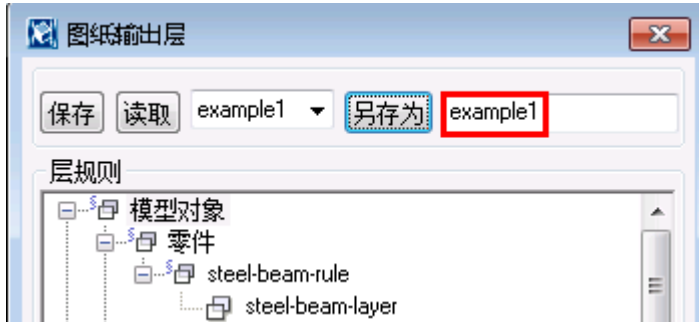 图纸输出层
保存 读取 example1 另存为 example1
层规则
模型对象
零件
steel-beam-rule
steel-beam-layer